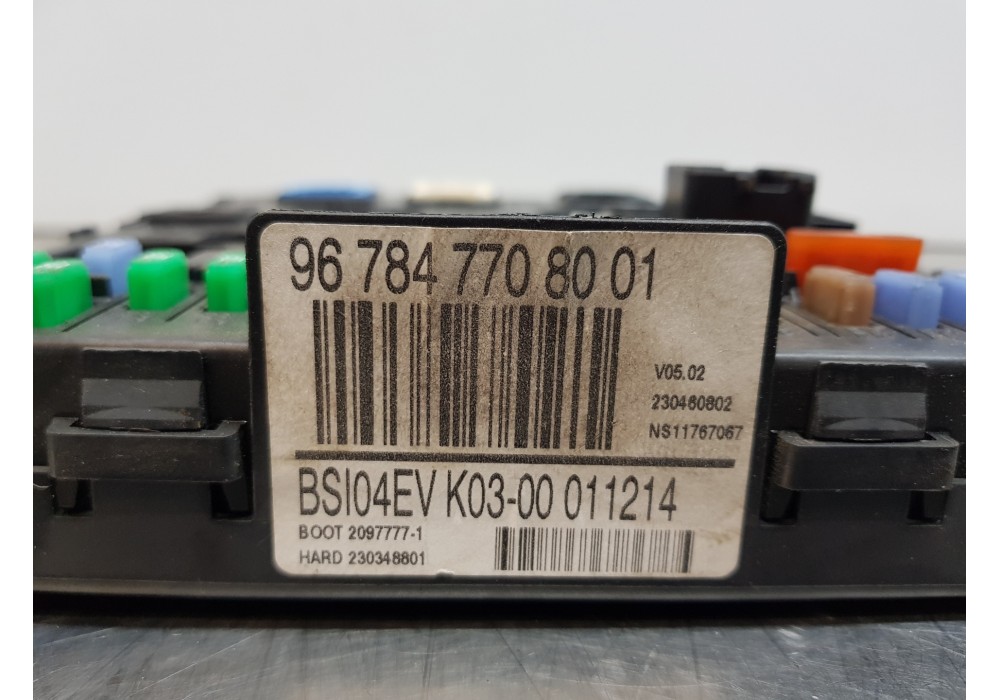 96 784 770 80 01
V05.02
230460802
NS11767067
BSI04EV K03-00 011214
BOOT 2097777-1
HARD 230348801